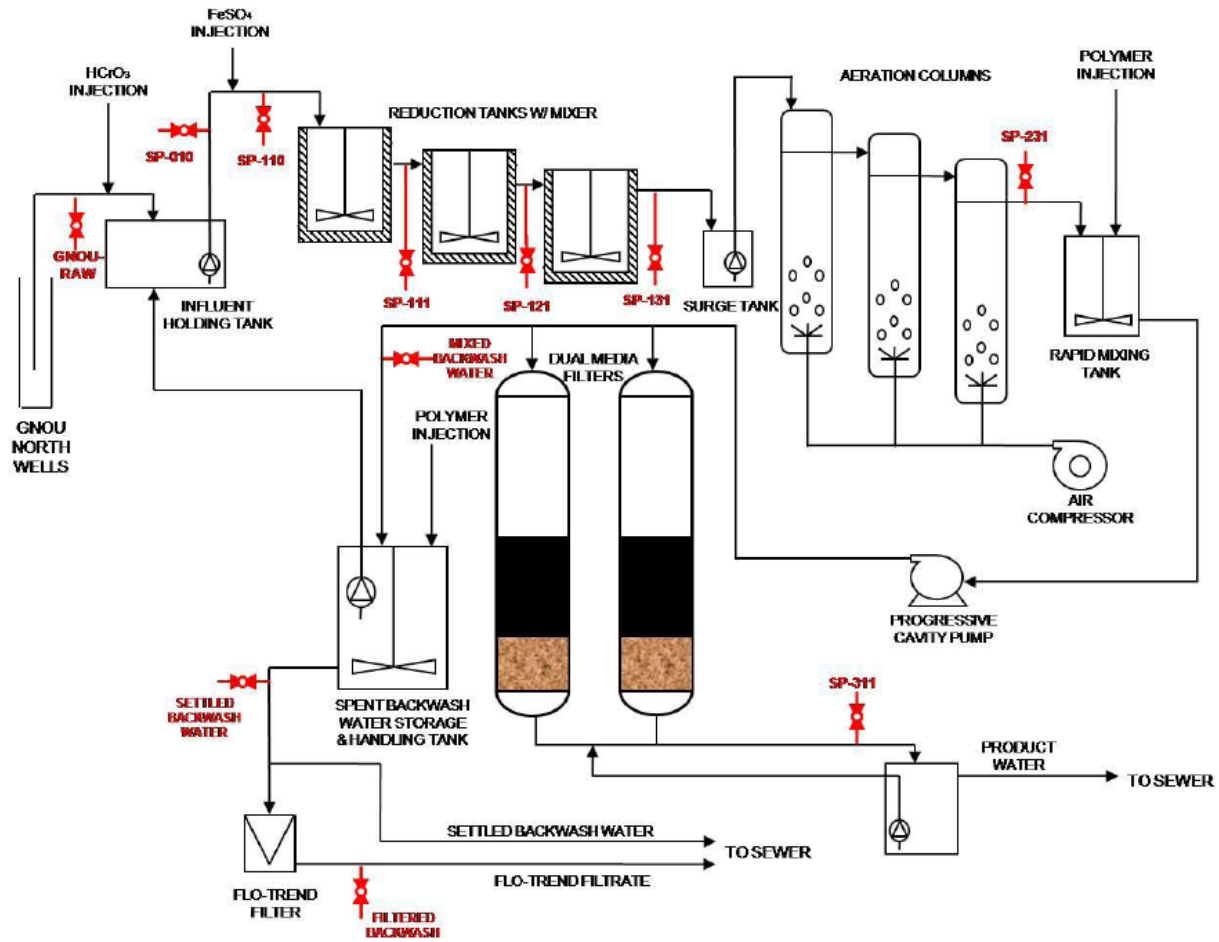 FeSO₄
INJECTION
HCrO₃
INJECTION
SP-010
SP-110
REDUCTION TANKS W/ MIXER
AERATION COLUMNS
POLYMER
INJECTION
SP-231
GNOU
RAW
INFLUENT
HOLDING TANK
SP-111
SP-121
SP-131
SURGE TANK
RAPID MIXING
TANK
GNOU
NORTH
WELLS
MIXED
BACKWASH
WATER
DUAL MEDIA
FILTERS
POLYMER
INJECTION
AIR
COMPRESSOR
PROGRESSIVE
CAVITY PUMP
SETTLED
BACKWASH
WATER
SPENT BACKWASH
WATER STORAGE
& HANDLING TANK
SP-311
PRODUCT
WATER
TO SEWER
SETTLED BACKWASH WATER
TO SEWER
FLO-TREND FILTRATE
FLO-TREND
FILTER
FILTERED
BACKWASH